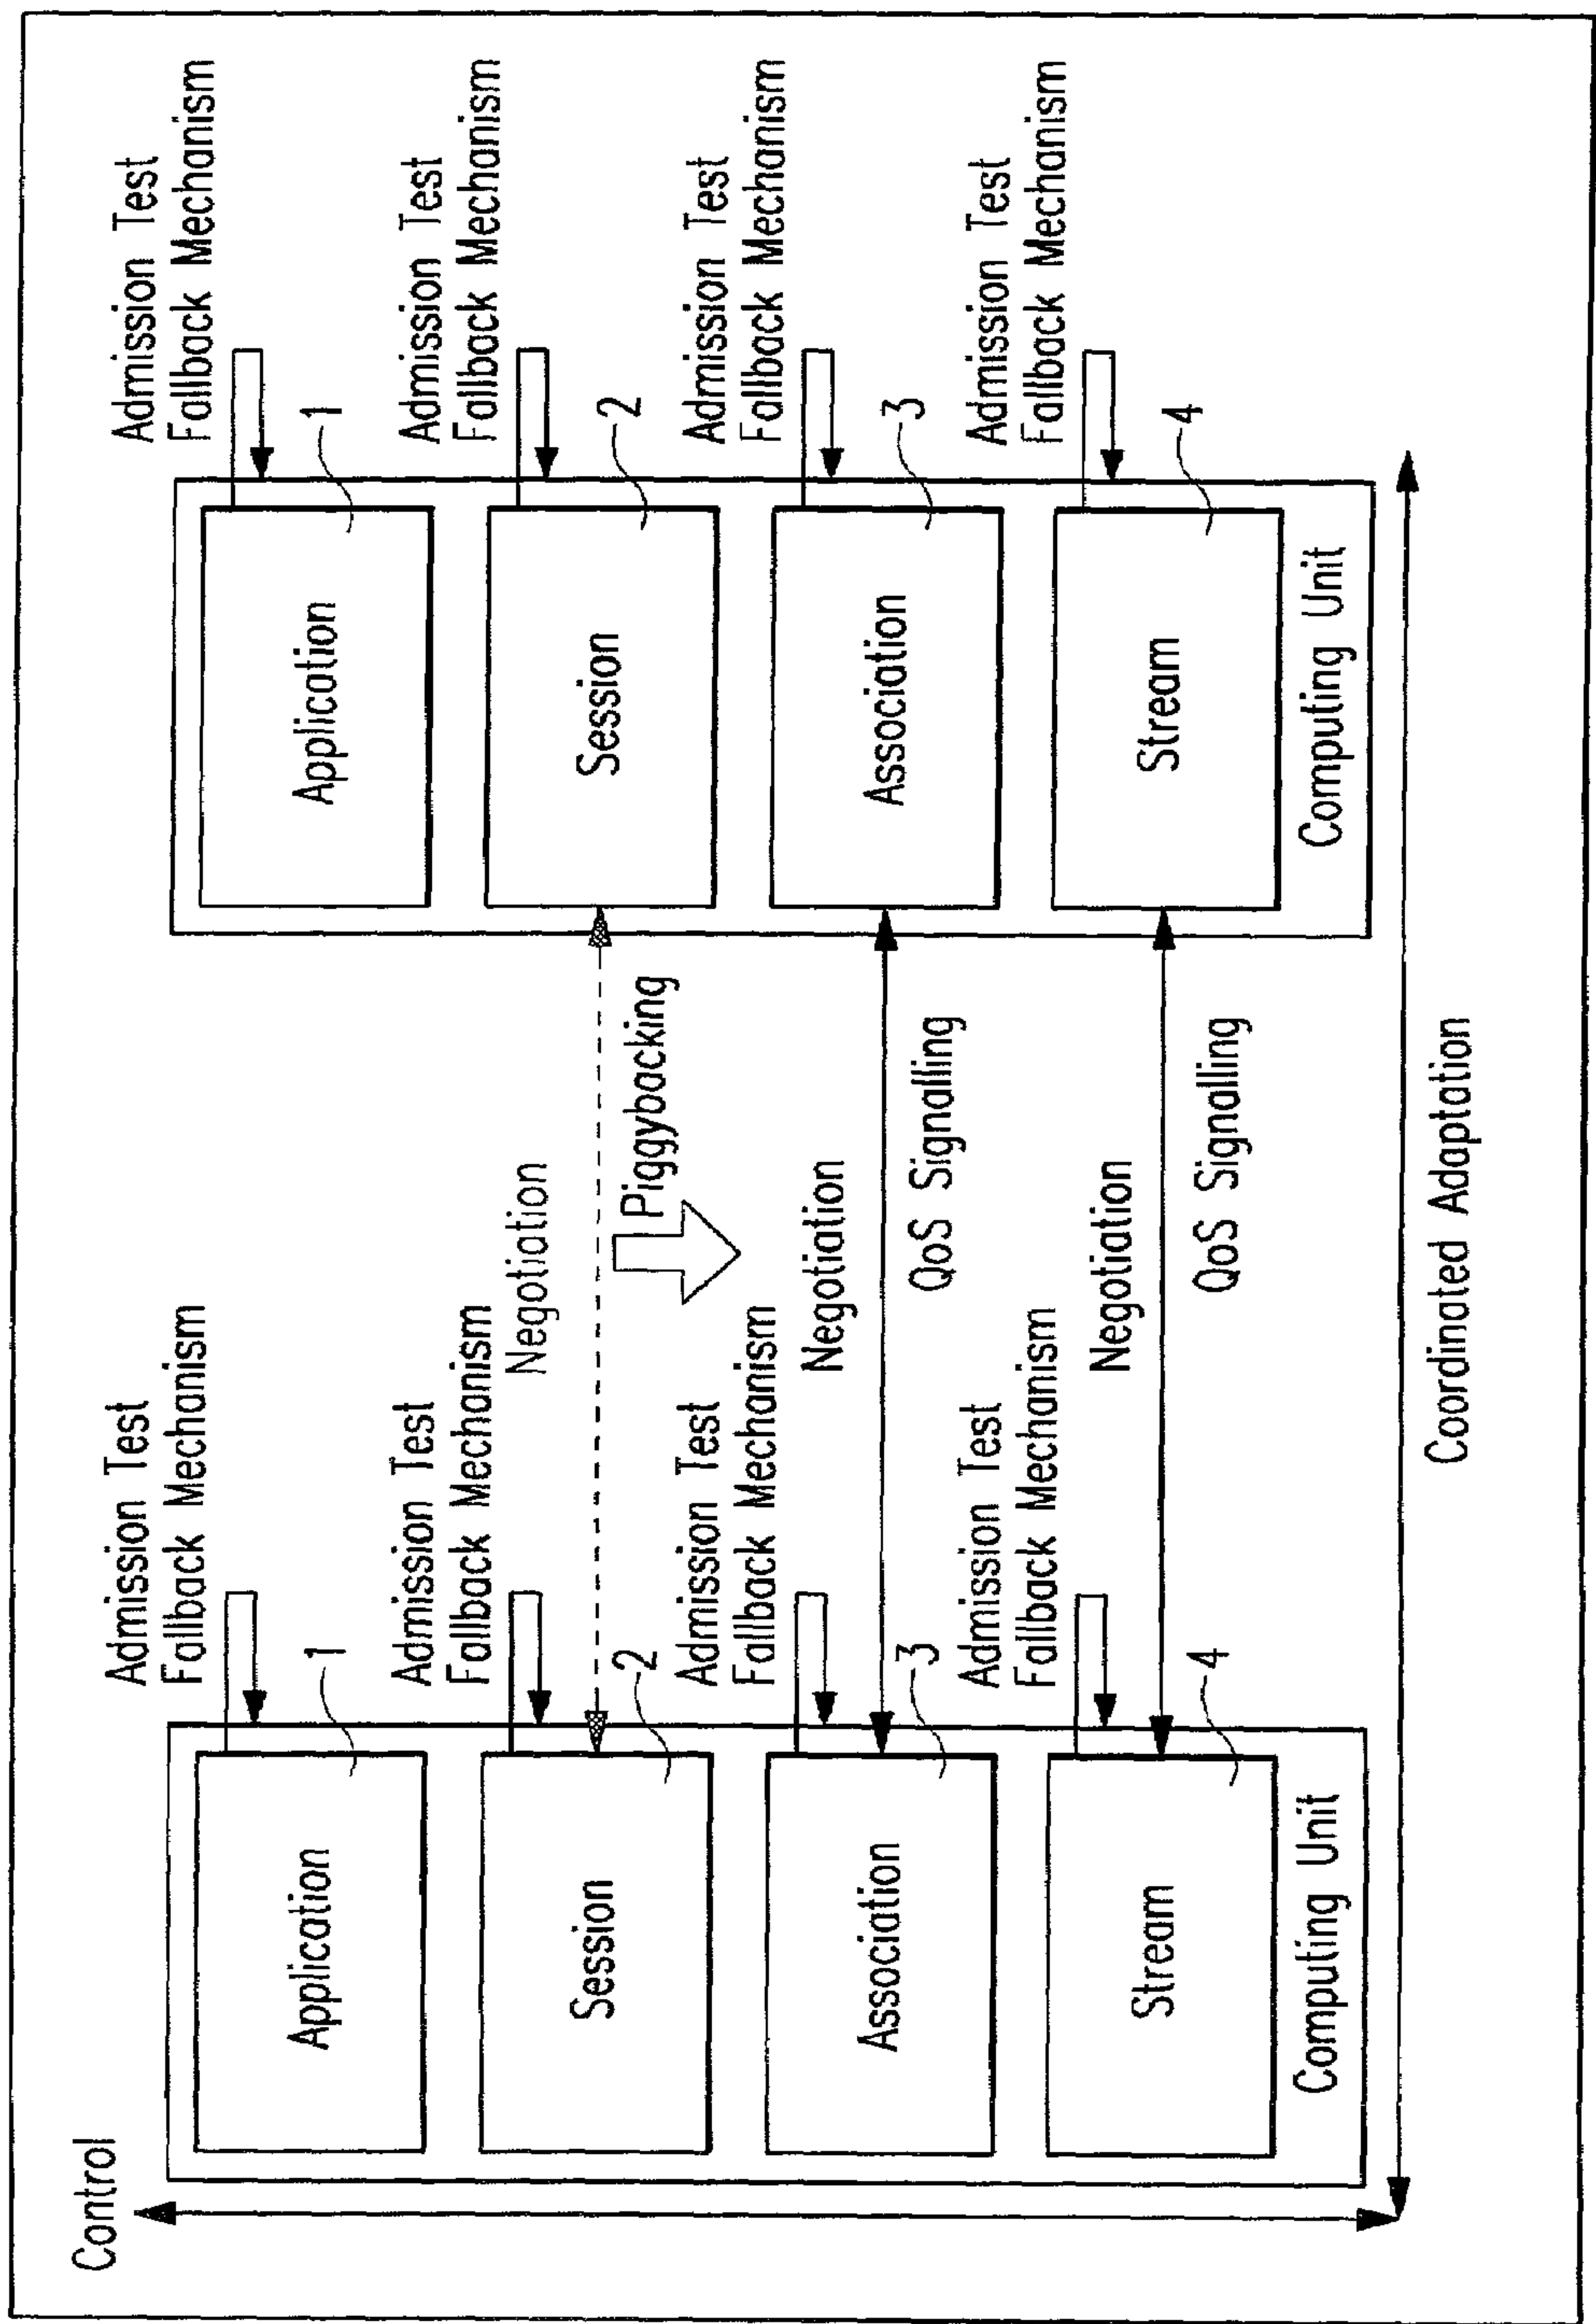 Control
Admission Test
Fallback Mechanism
Admission Test
Fallback Mechanism
Application
1
Application
1
Admission Test
Fallback Mechanism
Negotiation
Admission Test
Fallback Mechanism
Session
2
Piggybacking
Session
2
Admission Test
Fallback Mechanism
Negotiation
Admission Test
Fallback Mechanism
Association
3
QoS Signalling
Association
3
Admission Test
Fallback Mechanism
Negotiation
Admission Test
Fallback Mechanism
Stream
4
QoS Signalling
Stream
4
Computing Unit
Computing Unit
Coordinated Adaptation